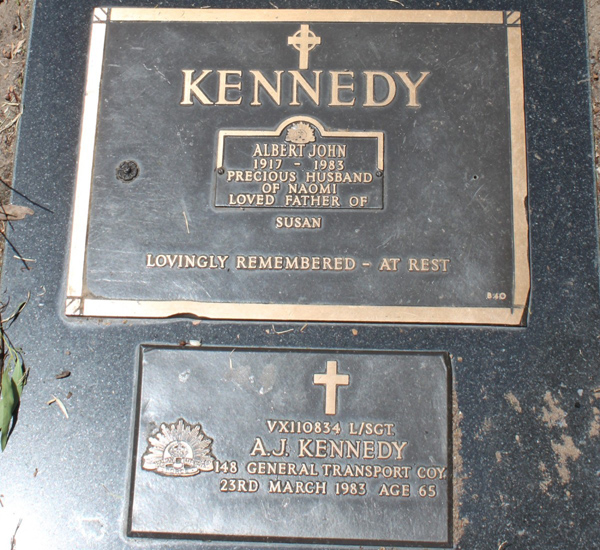 KENNEDY
ALBERT JOHN
1917 - 1983
PRECIOUS HUSBAND
OF NAOMI
LOVED FATHER OF
SUSAN
LOVINGLY REMEMBERED - AT REST
VX110834 L/SGT
A.J. KENNEDY
148 GENERAL TRANSPORT COY
23RD MARCH 1983 AGE 65